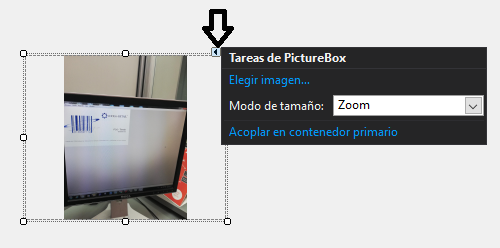 Tareas de PictureBox
Elegir imagen...
Modo de tamaño:
Zoom
Acoplar en contenedor primario